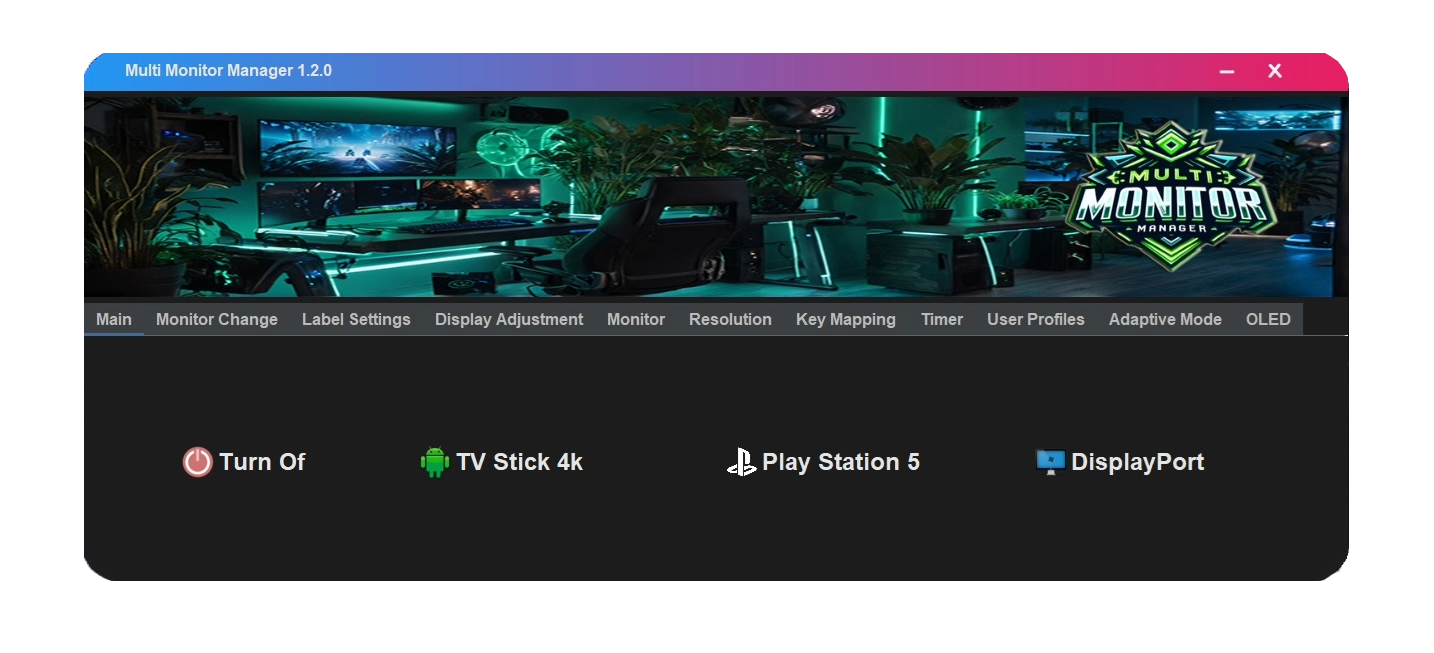 Multi Monitor Manager 1.2.0
X
MULTI
MONITOR
MANAGER
Main Monitor Change Label Settings Display Adjustment Monitor Resolution Key Mapping Timer User Profiles Adaptive Mode OLED
Turn Of TV Stick 4k Play Station 5 DisplayPort